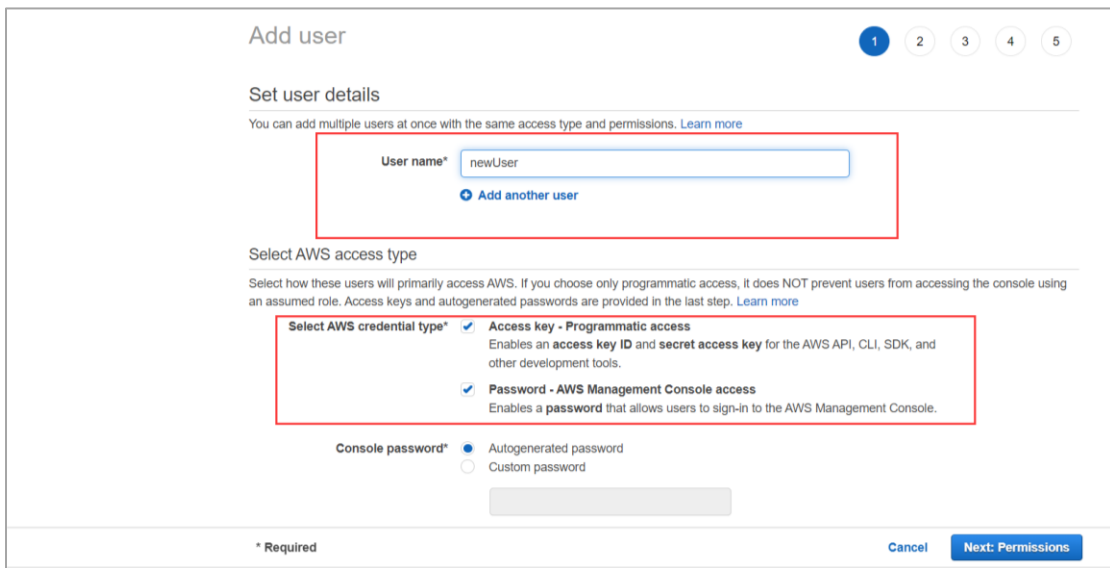 Add user
1 2 3 4 5
Set user details
You can add multiple users at once with the same access type and permissions. Learn more
User name* newUser
Add another user
Select AWS access type
Select how these users will primarily access AWS. If you choose only programmatic access, it does NOT prevent users from accessing the console using
an assumed role. Access keys and autogenerated passwords are provided in the last step. Learn more
Select AWS credential type* Access key - Programmatic access
Enables an access key ID and secret access key for the AWS API, CLI, SDK, and
other development tools.
Password - AWS Management Console access
Enables a password that allows users to sign-in to the AWS Management Console.
Console password* Autogenerated password
Custom password
* Required Cancel Next: Permissions